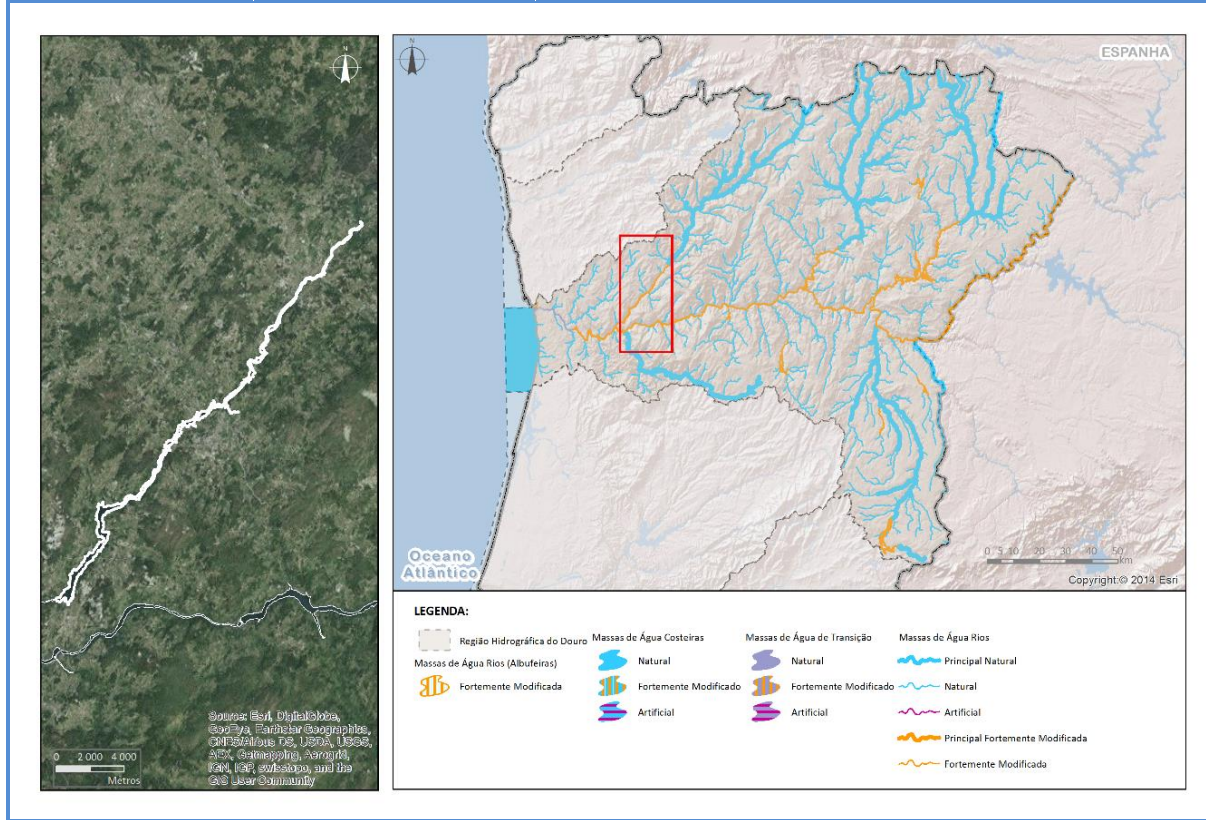 N
0 2 000 4 000
Metros
Source: Esri, DigitalGlobe,
GeoEye, Earthstar Geographics,
CNES/Airbus DS, USDA, USGS,
AEX, Getmapping, Aerogrid,
IGN, IGP, swisstopo, and the
GIS User Community
N
ESPANHA
Oceano
Atlântico
0 5 10 20 30 40 50
km
Copyright:© 2014 Esri
LEGENDA:
Região Hidrográfica do Douro
Massas de Água Rios (Albufeiras)
Fortemente Modificada
Massas de Água Costeiras
Natural
Fortemente Modificado
Artificial
Massas de Água de Transição
Natural
Fortemente Modificado
Artificial
Massas de Água Rios
Principal Natural
Natural
Artificial
Principal Fortemente Modificada
Fortemente Modificada